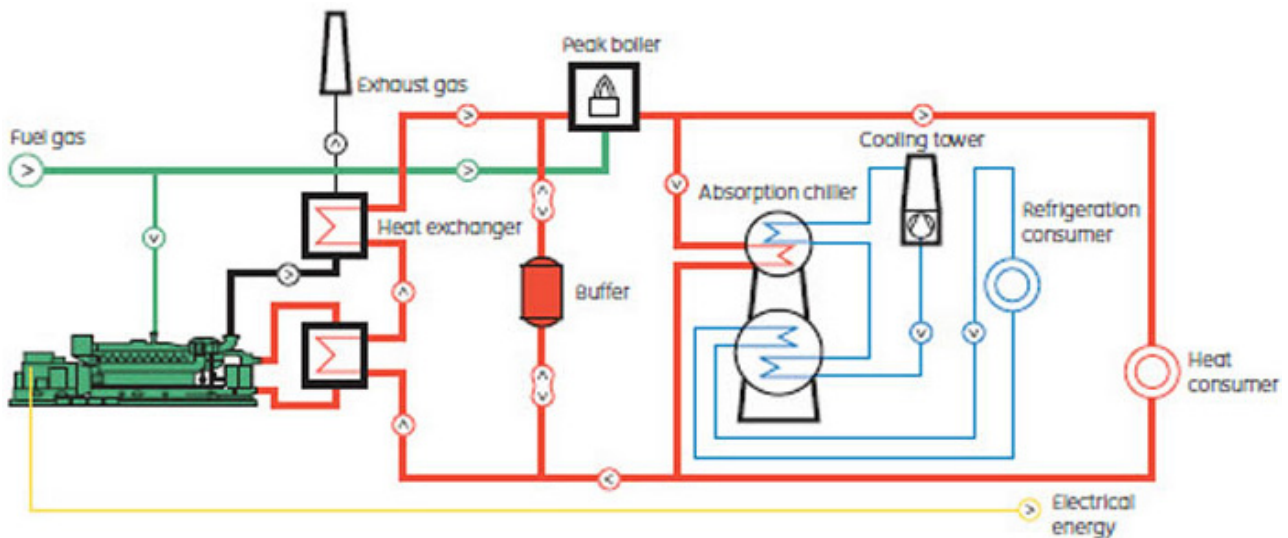 Peak boiler
Exhaust gas
Fuel gas
Cooling tower
Absorption chiller
Refrigeration
consumer
Heat exchanger
Buffer
Heat
consumer
Electrical
energy